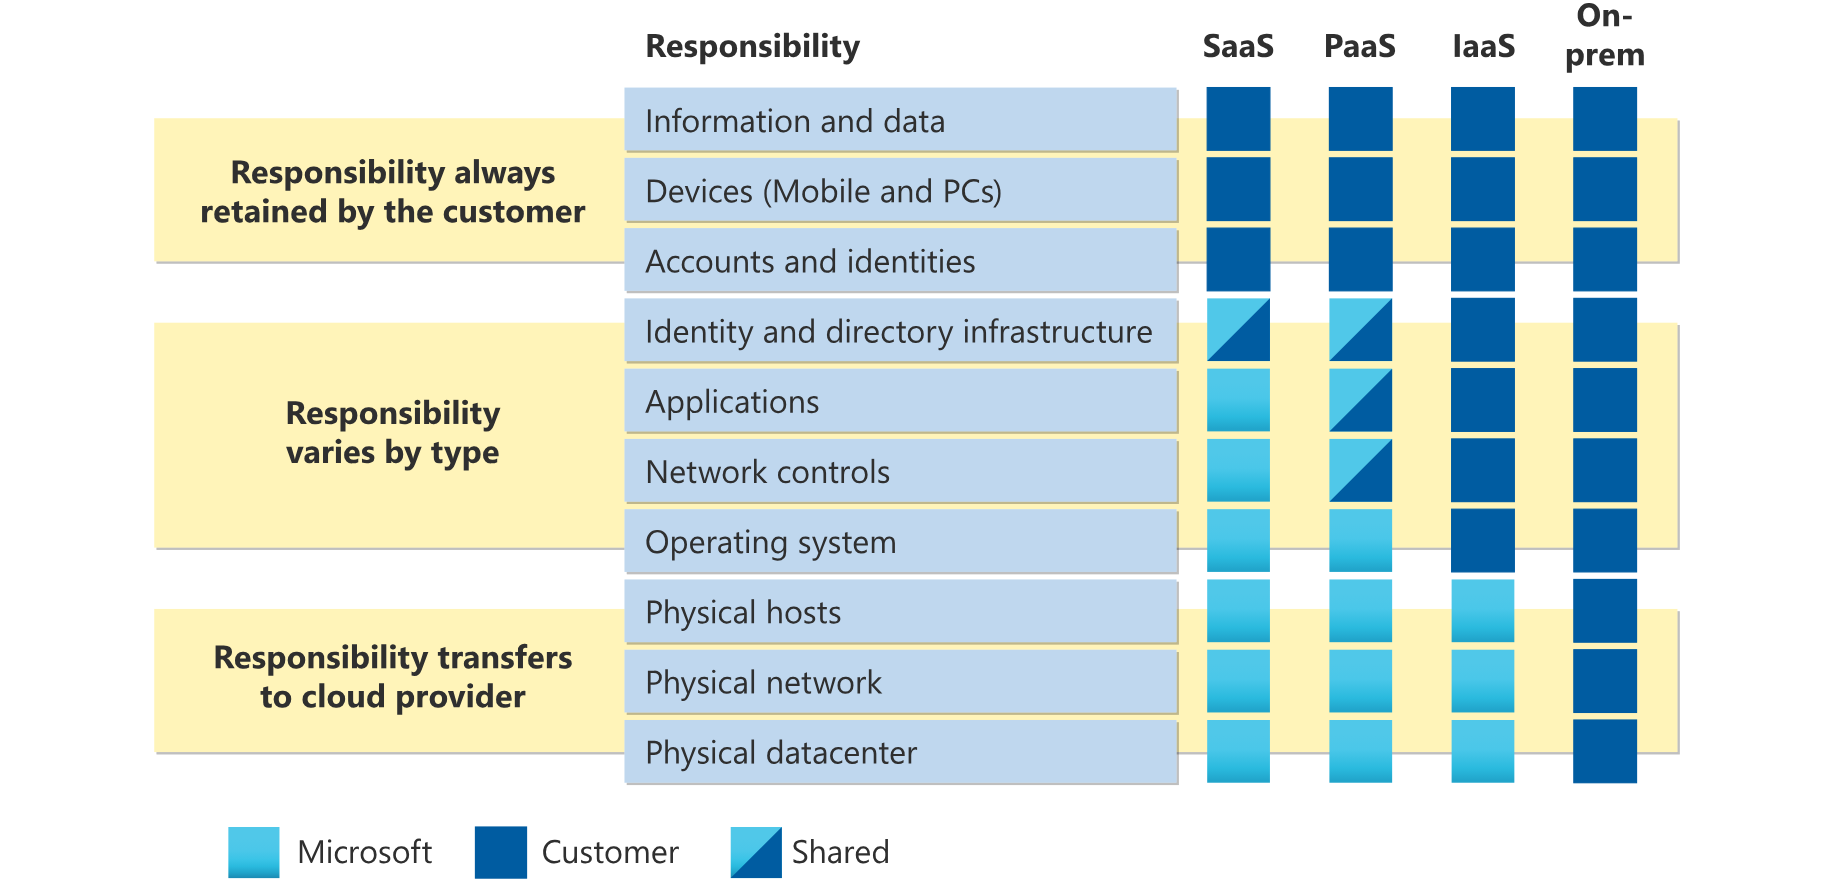 Responsibility SaaS PaaS IaaS On-
prem
Responsibility always
retained by the customer
Information and data
Devices (Mobile and PCs)
Accounts and identities
Responsibility
varies by type
Identity and directory infrastructure
Applications
Network controls
Operating system
Responsibility transfers
to cloud provider
Physical hosts
Physical network
Physical datacenter
Microsoft Customer Shared